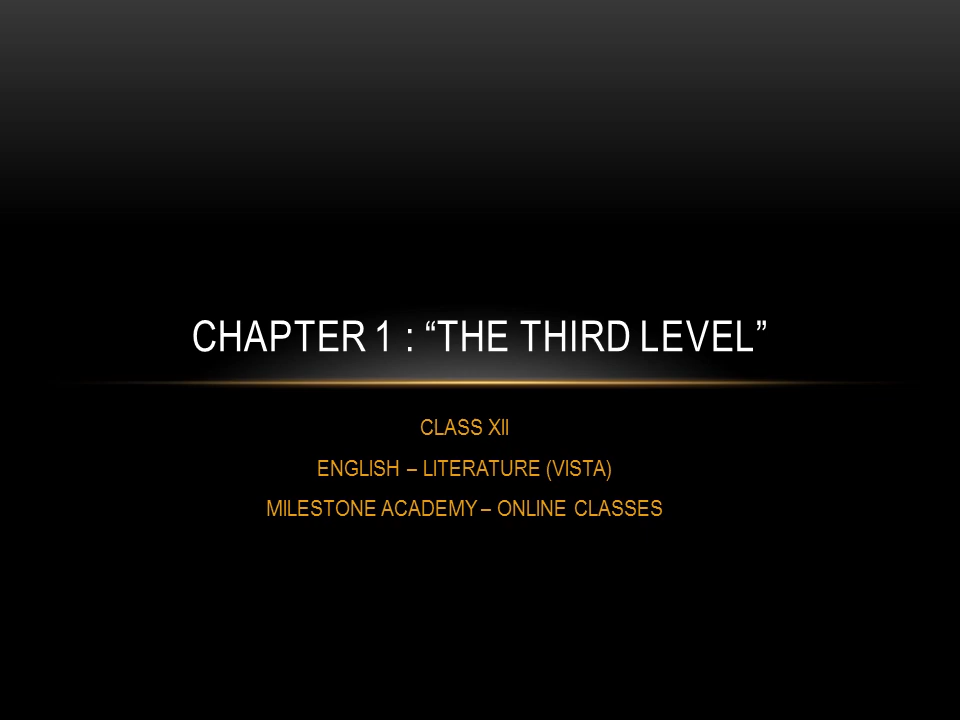 CHAPTER 1 : “THE THIRD LEVEL”
CLASS XII
ENGLISH – LITERATURE (VISTA)
MILESTONE ACADEMY – ONLINE CLASSES